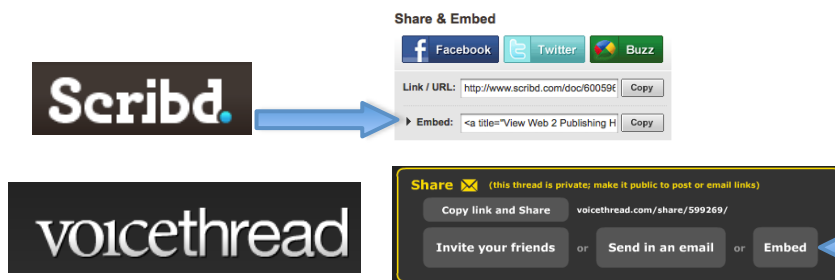 Share & Embed
Facebook Twitter Buzz
Scribd.
Link / URL: http://www.scribd.com/doc/600596 Copy
Embed: <a title="View Web 2 Publishing H Copy
voicethread
Share (this thread is private; make it public to post or email links)
Copy link and Share voicethread.com/share/599269/
Invite your friends or Send in an email or Embed